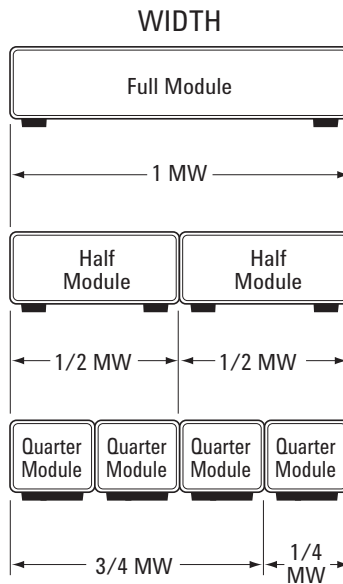 WIDTH
Full Module
1 MW
Half Half
Module Module
1/2 MW 1/2 MW
Quarter Quarter Quarter Quarter
Module Module Module Module
3/4 MW 1/4
MW